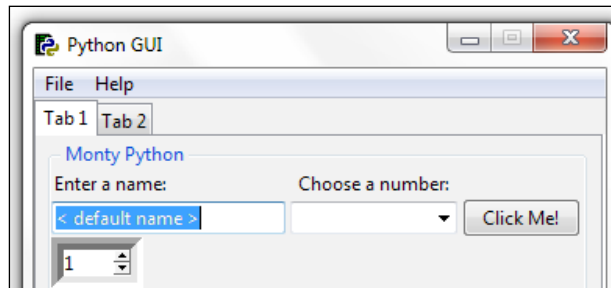 Python GUI
File Help
Tab 1 Tab 2
Monty Python
Enter a name: Choose a number:
< default name > Click Me!
1